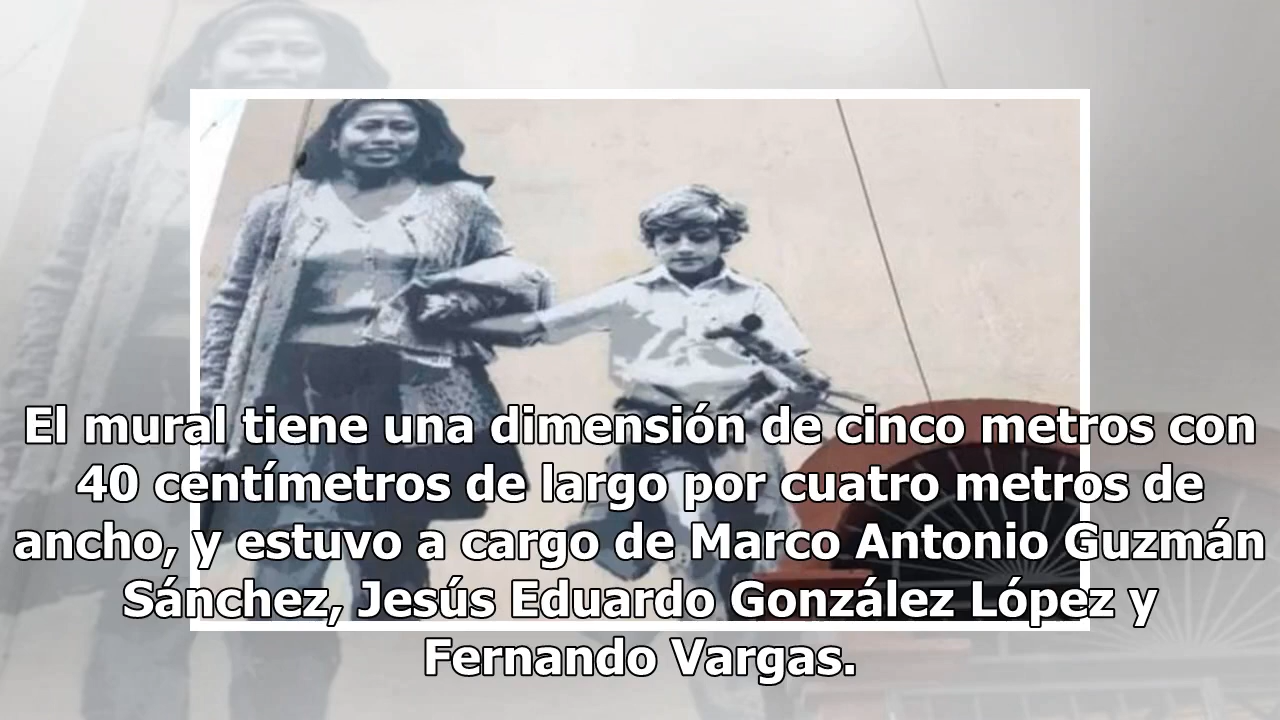 El mural tiene una dimensión de cinco metros con
40 centímetros de largo por cuatro metros de
ancho, y estuvo a cargo de Marco Antonio Guzmán
Sánchez, Jesús Eduardo González López y
Fernando Vargas.